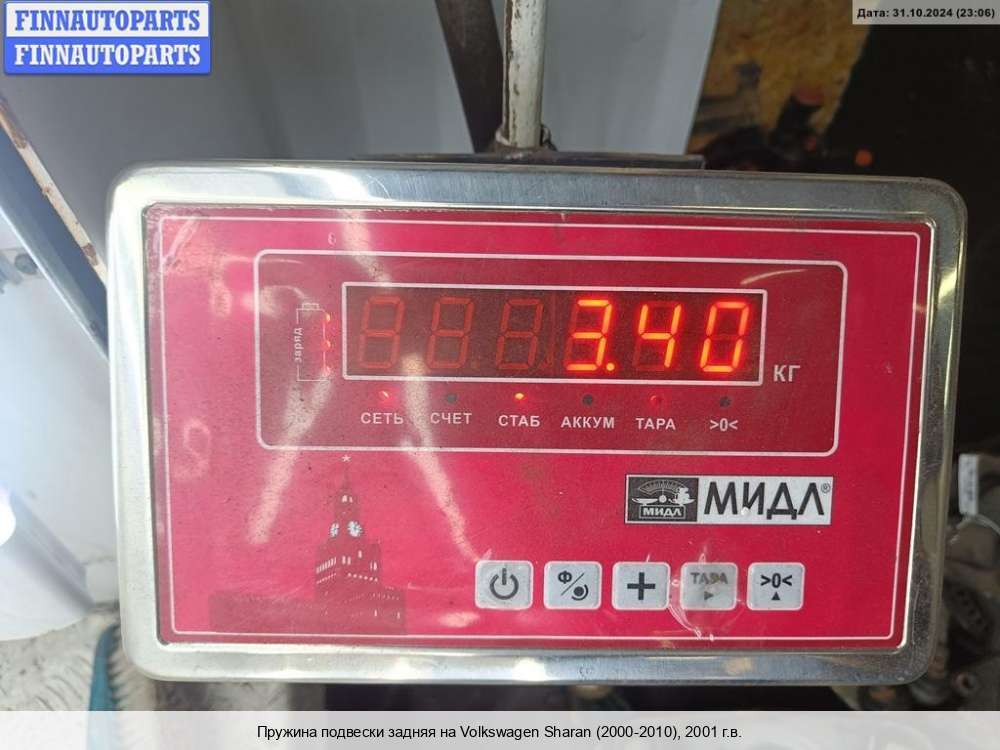 FINNAUTOPARTS
FINNAUTOPARTS
Дата: 31.10.2024 (23:06)
6
заряд
3.40
КГ
СЕТЬ СЧЕТ СТАБ АККУМ ТАРА >0<
МИДЛ МИДЛ®
Ф + ТАРА >0<
Пружина подвески задняя на Volkswagen Sharan (2000-2010), 2001 г.в.